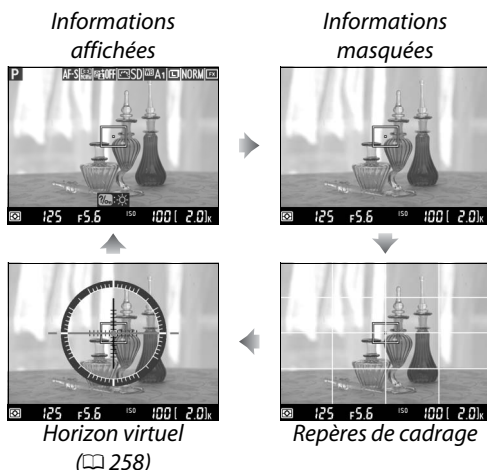 Informations
affichées
Informations
masquées
P AF-S OFF SD A1 NORM FX
125 F5.6 ISO 100 [ 2.0]K
125 F5.6 ISO 100 [ 2.0]K
125 F5.6 ISO 100 [ 2.0]K
125 F5.6 ISO 100 [ 2.0]K
Horizon virtuel
(258)
Repères de cadrage